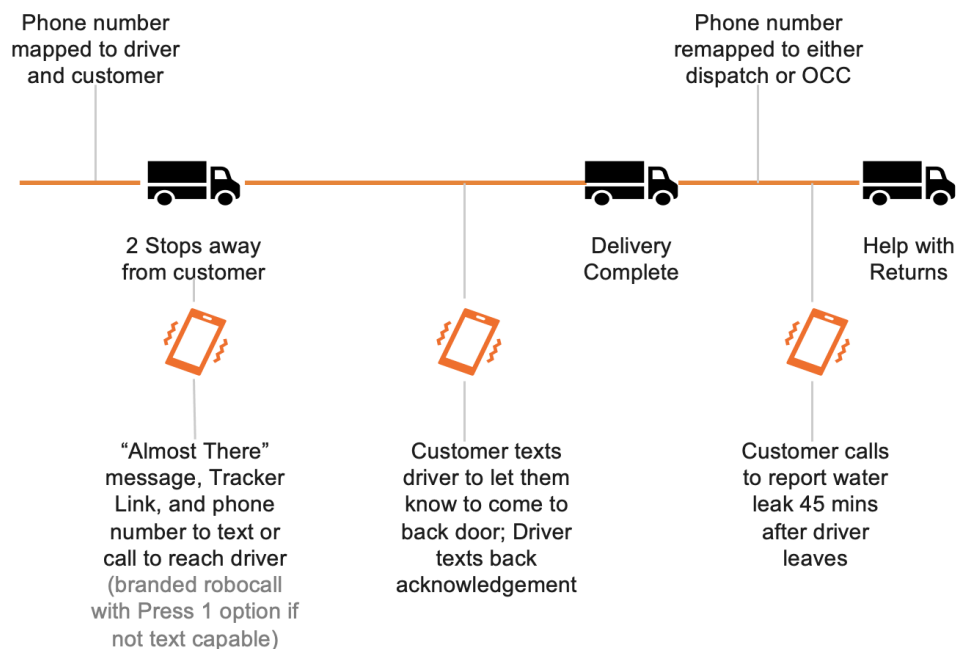 Phone number
mapped to driver
and customer
Phone number
remapped to either
dispatch or OCC
2 Stops away
from customer
Delivery
Complete
Help with
Returns
“Almost There”
message, Tracker
Link, and phone
number to text or
call to reach driver
(branded robocall
with Press 1 option if
not text capable)
Customer texts
driver to let them
know to come to
back door; Driver
texts back
acknowledgement
Customer calls
to report water
leak 45 mins
after driver
leaves